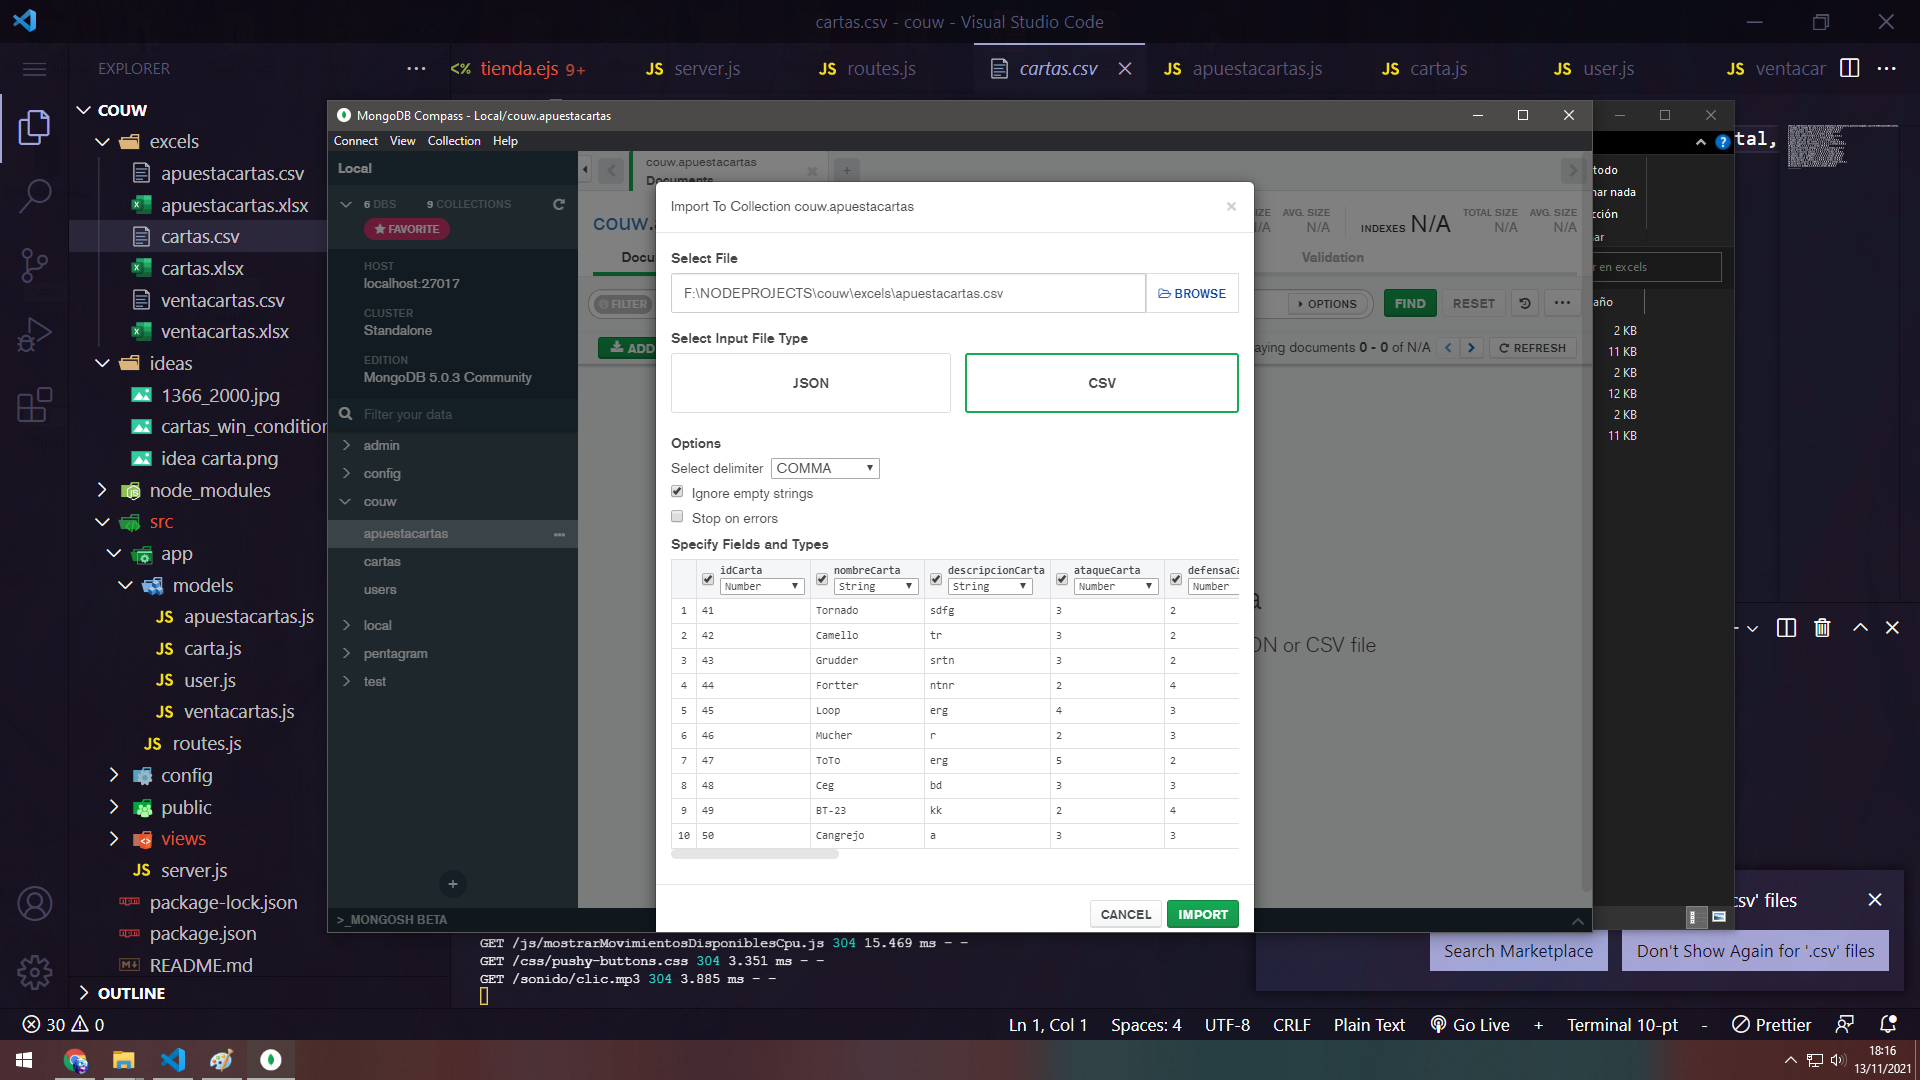 cartas.csv - couw - Visual Studio Code
EXPLORER
tienda.ejs 9+
JS server.js
JS routes.js
cartas.csv
JS apuestacartas.js
JS carta.js
JS user.js
JS ventacar
COUW
excels
apuestacartas.csv
apuestacartas.xlsx
cartas.csv
cartas.xlsx
ventacartas.csv
ventacartas.xlsx
ideas
1366_2000.jpg
cartas_win_condition
idea carta.png
node_modules
src
app
models
JS apuestacartas.js
JS carta.js
JS user.js
JS ventacartas.js
JS routes.js
config
public
views
JS server.js
package-lock.json
package.json
README.md
OUTLINE
MongoDB Compass - Local/couw.apuestacartas
Connect View Collection Help
Local
6 DBS 9 COLLECTIONS
FAVORITE
HOST
localhost:27017
CLUSTER
Standalone
EDITION
MongoDB 5.0.3 Community
Filter your data
admin
config
couw
apuestacartas
cartas
users
local
pentagram
test
>_MONGOSH BETA
couw.apuestacartas
Documents
couw.a
Docu
FILTER
ADD
AVG. SIZE
N/A
INDEXES N/A
TOTAL SIZE
N/A
AVG. SIZE
N/A
Validation
OPTIONS
FIND
RESET
aying documents 0 - 0 of N/A
REFRESH
ON or CSV file
Import To Collection couw.apuestacartas
Select File
F:\NODEPROJECTS\couw\excels\apuestacartas.csv
BROWSE
Select Input File Type
JSON
CSV
Options
Select delimiter COMMA
Ignore empty strings
Stop on errors
Specify Fields and Types
idCarta nombreCarta descripcionCarta ataqueCarta defensaCa
Number String String Number Number
1 41 Tornado sdfg 3 2
2 42 Camello tr 3 2
3 43 Grudder srtn 3 2
4 44 Fortter ntnr 2 4
5 45 Loop erg 4 3
6 46 Mucher r 2 3
7 47 ToTo erg 5 2
8 48 Ceg bd 3 3
9 49 BT-23 kk 2 4
10 50 Cangrejo a 3 3
CANCEL
IMPORT
tal,
todo
nar nada
cción
ar
r en excels
año
2 KB
11 KB
2 KB
12 KB
2 KB
11 KB
csv' files
Search Marketplace
Don't Show Again for '.csv' files
GET /js/mostrarMovimientosDisponiblesCpu.js 304 15.469 ms - -
GET /css/pushy-buttons.css 304 3.351 ms - -
GET /sonido/clic.mp3 304 3.885 ms - -
30 0
Ln 1, Col 1
Spaces: 4
UTF-8
CRLF
Plain Text
Go Live
+
Terminal 10-pt
-
Prettier
18:16
13/11/2021